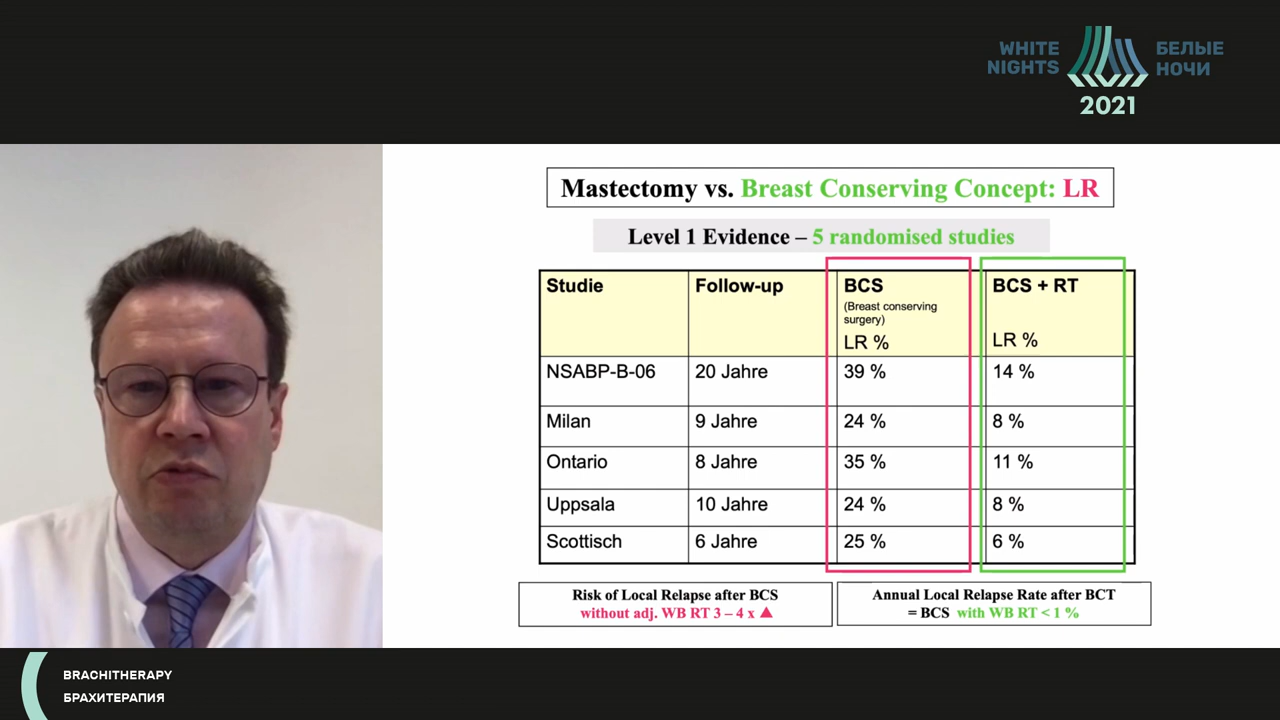 WHITE
NIGHTS
БЕЛЫЕ
НОЧИ
2021
Mastectomy vs. Breast Conserving Concept: LR
Level 1 Evidence – 5 randomised studies
Studie
Follow-up
BCS
(Breast conserving
surgery)
LR %
BCS + RT
LR %
NSABP-B-06 20 Jahre 39 % 14 %
Milan 9 Jahre 24 % 8 %
Ontario 8 Jahre 35 % 11 %
Uppsala 10 Jahre 24 % 8 %
Scottisch 6 Jahre 25 % 6 %
Risk of Local Relapse after BCS
without adj. WB RT 3 – 4 x ▲
Annual Local Relapse Rate after BCT
= BCS with WB RT < 1 %
BRACHITHERAPY
БРАХИТЕРАПИЯ